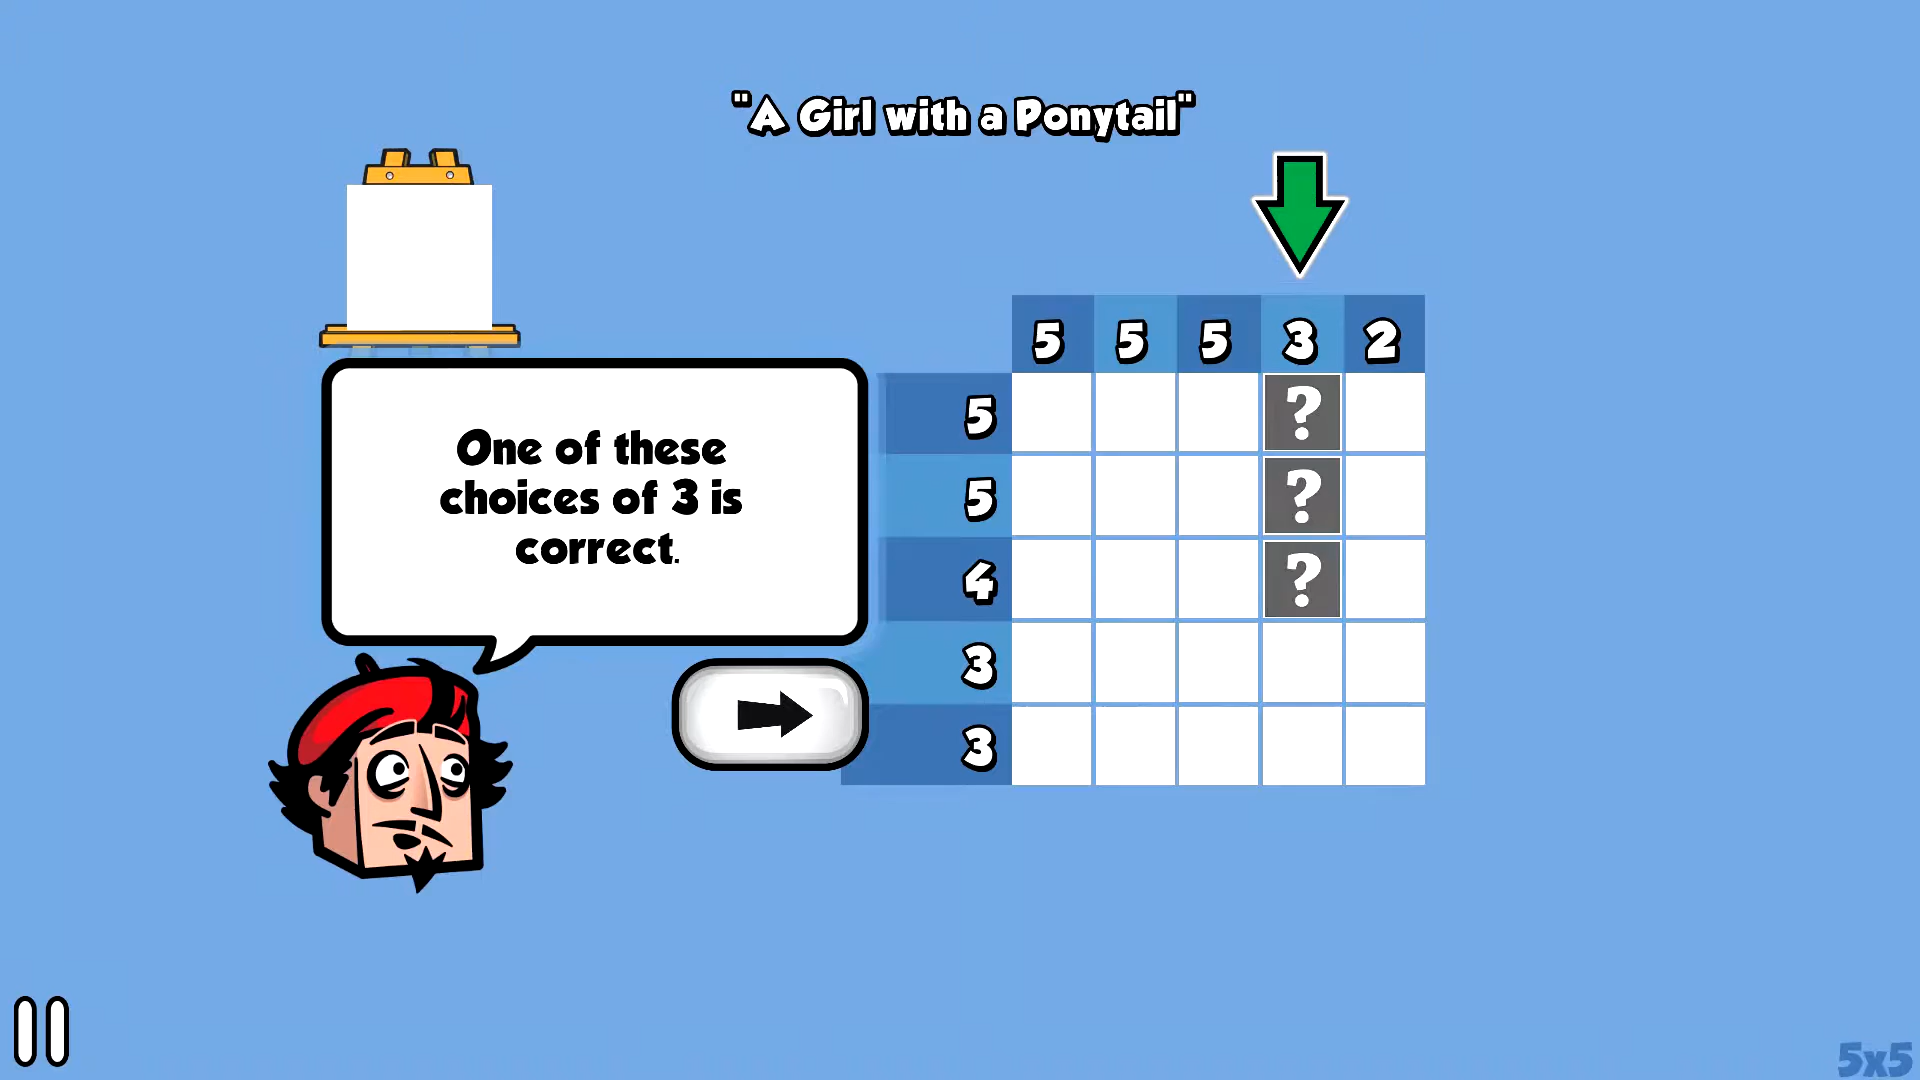 "A Girl with a Ponytail"
5 5 5 3 2
One of these
choices of 3 is
correct.
5 ?
5 ?
4 ?
3
3
5x5